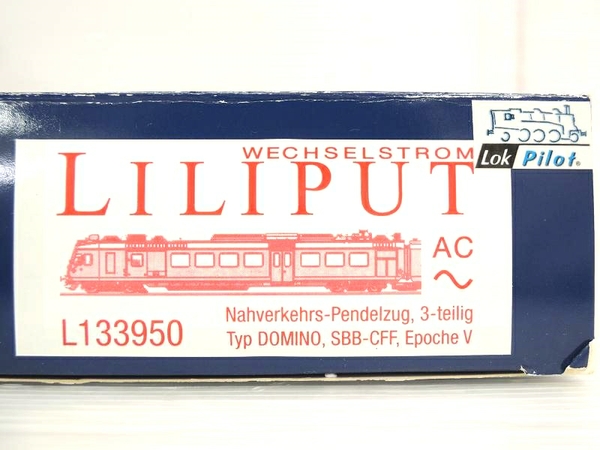 WECHSELSTROM
LILIPUT
Lok Pilot®
AC
~
L133950
Nahverkehrs-Pendelzug, 3-teilig
Typ DOMINO, SBB-CFF, Epoche V